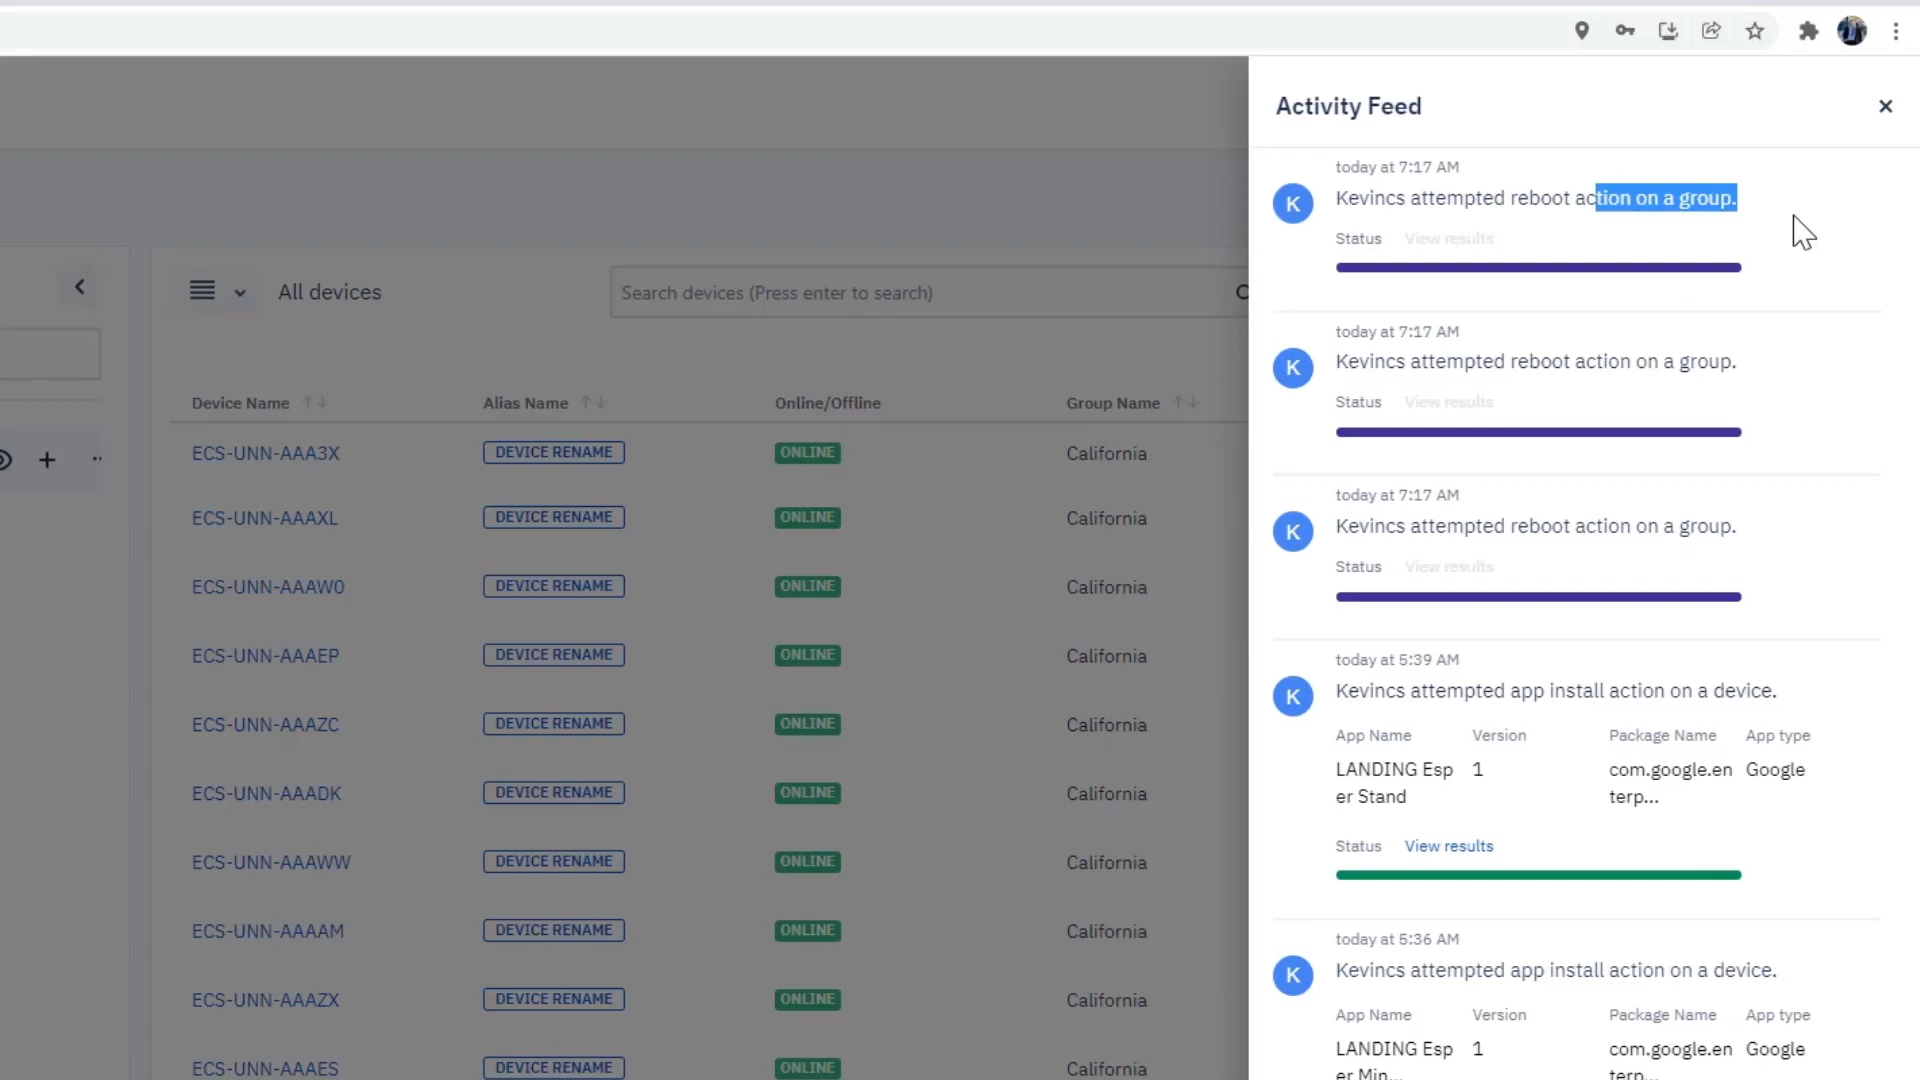 All devices
Search devices (Press enter to search)
Device Name Alias Name Online/Offline Group Name
ECS-UNN-AAA3X DEVICE RENAME ONLINE California
ECS-UNN-AAAXL DEVICE RENAME ONLINE California
ECS-UNN-AAAW0 DEVICE RENAME ONLINE California
ECS-UNN-AAAEP DEVICE RENAME ONLINE California
ECS-UNN-AAAZC DEVICE RENAME ONLINE California
ECS-UNN-AAADK DEVICE RENAME ONLINE California
ECS-UNN-AAAWW DEVICE RENAME ONLINE California
ECS-UNN-AAAAM DEVICE RENAME ONLINE California
ECS-UNN-AAAZX DEVICE RENAME ONLINE California
ECS-UNN-AAAES DEVICE RENAME ONLINE California
Activity Feed
today at 7:17 AM
K Kevincs attempted reboot action on a group.
Status View results
today at 7:17 AM
K Kevincs attempted reboot action on a group.
Status View results
today at 7:17 AM
K Kevincs attempted reboot action on a group.
Status View results
today at 5:39 AM
K Kevincs attempted app install action on a device.
App Name Version Package Name App type
LANDING Esp 1 com.google.en Google
er Stand terp...
Status View results
today at 5:36 AM
K Kevincs attempted app install action on a device.
App Name Version Package Name App type
LANDING Esp 1 com.google.en Google
er Min... terp...